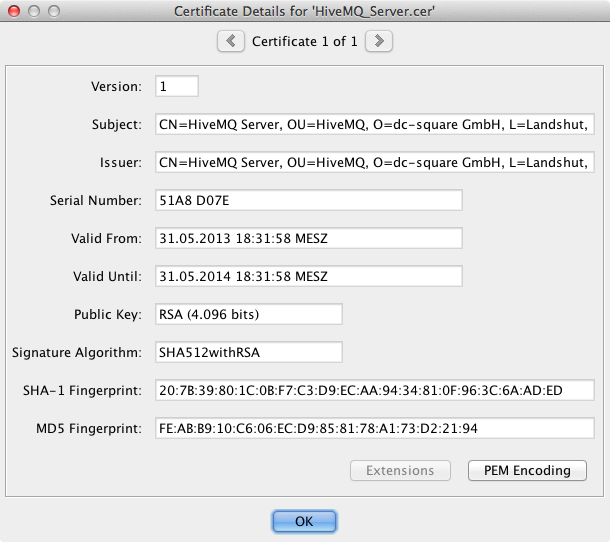 Certificate Details for 'HiveMQ_Server.cer'
Certificate 1 of 1
Version: 1
Subject: CN=HiveMQ Server, OU=HiveMQ, O=dc-square GmbH, L=Landshut,
Issuer: CN=HiveMQ Server, OU=HiveMQ, O=dc-square GmbH, L=Landshut,
Serial Number: 51A8 D07E
Valid From: 31.05.2013 18:31:58 MESZ
Valid Until: 31.05.2014 18:31:58 MESZ
Public Key: RSA (4.096 bits)
Signature Algorithm: SHA512withRSA
SHA-1 Fingerprint: 20:7B:39:80:1C:0B:F7:C3:D9:EC:AA:94:34:81:0F:96:3C:6A:AD:ED
MD5 Fingerprint: FE:AB:B9:10:C6:06:EC:D9:85:81:78:A1:73:D2:21:94
Extensions PEM Encoding
OK